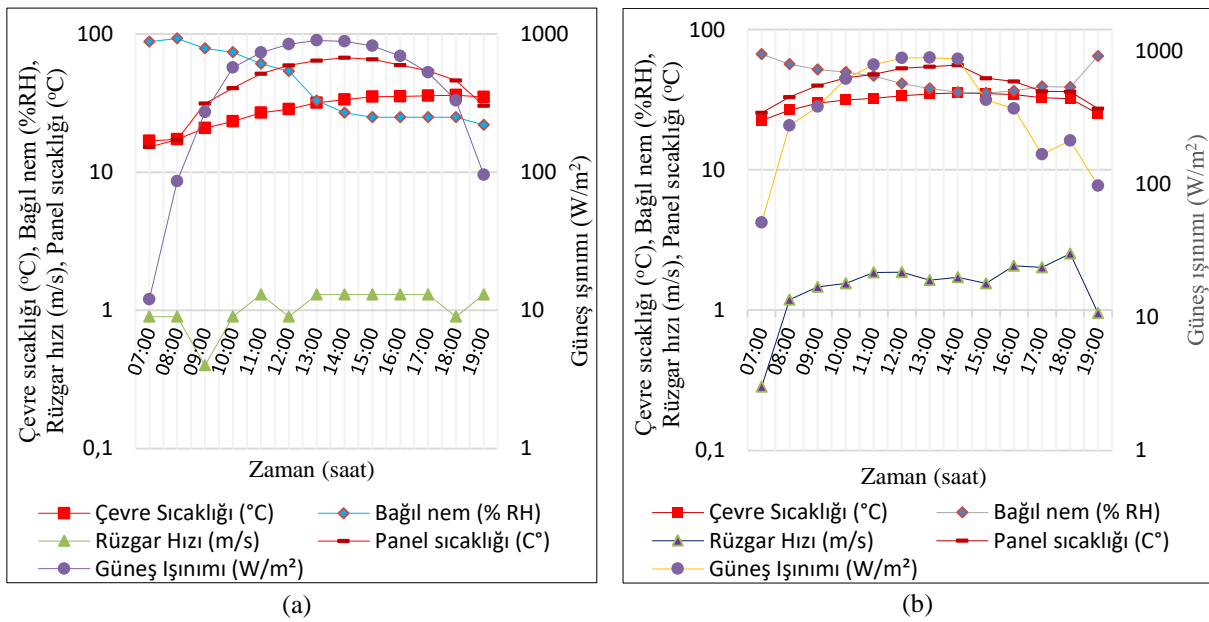 Çevre sıcaklığı (°C), Bağıl nem (%RH),
Rüzgar hızı (m/s), Panel sıcaklığı (°C)
100
10
1
0,1
1000
100
10
1
Güneş ışınımı (W/m²)
07:00
08:00
09:00
10:00
11:00
12:00
13:00
14:00
15:00
16:00
17:00
18:00
19:00
Zaman (saat)
Çevre Sıcaklığı (°C)
Bağıl nem (% RH)
Rüzgar Hızı (m/s)
Panel sıcaklığı (C°)
Güneş Işınımı (W/m²)
(a)
Çevre sıcaklığı (°C), Bağıl nem (%RH),
Rüzgar hızı (m/s), Panel sıcaklığı (°C)
100
10
1
0,1
1000
100
10
1
Güneş ışınımı (W/m²)
07:00
08:00
09:00
10:00
11:00
12:00
13:00
14:00
15:00
16:00
17:00
18:00
19:00
Zaman (saat)
Çevre Sıcaklığı (°C)
Bağıl nem (% RH)
Rüzgar Hızı (m/s)
Panel sıcaklığı (C°)
Güneş Işınımı (W/m²)
(b)